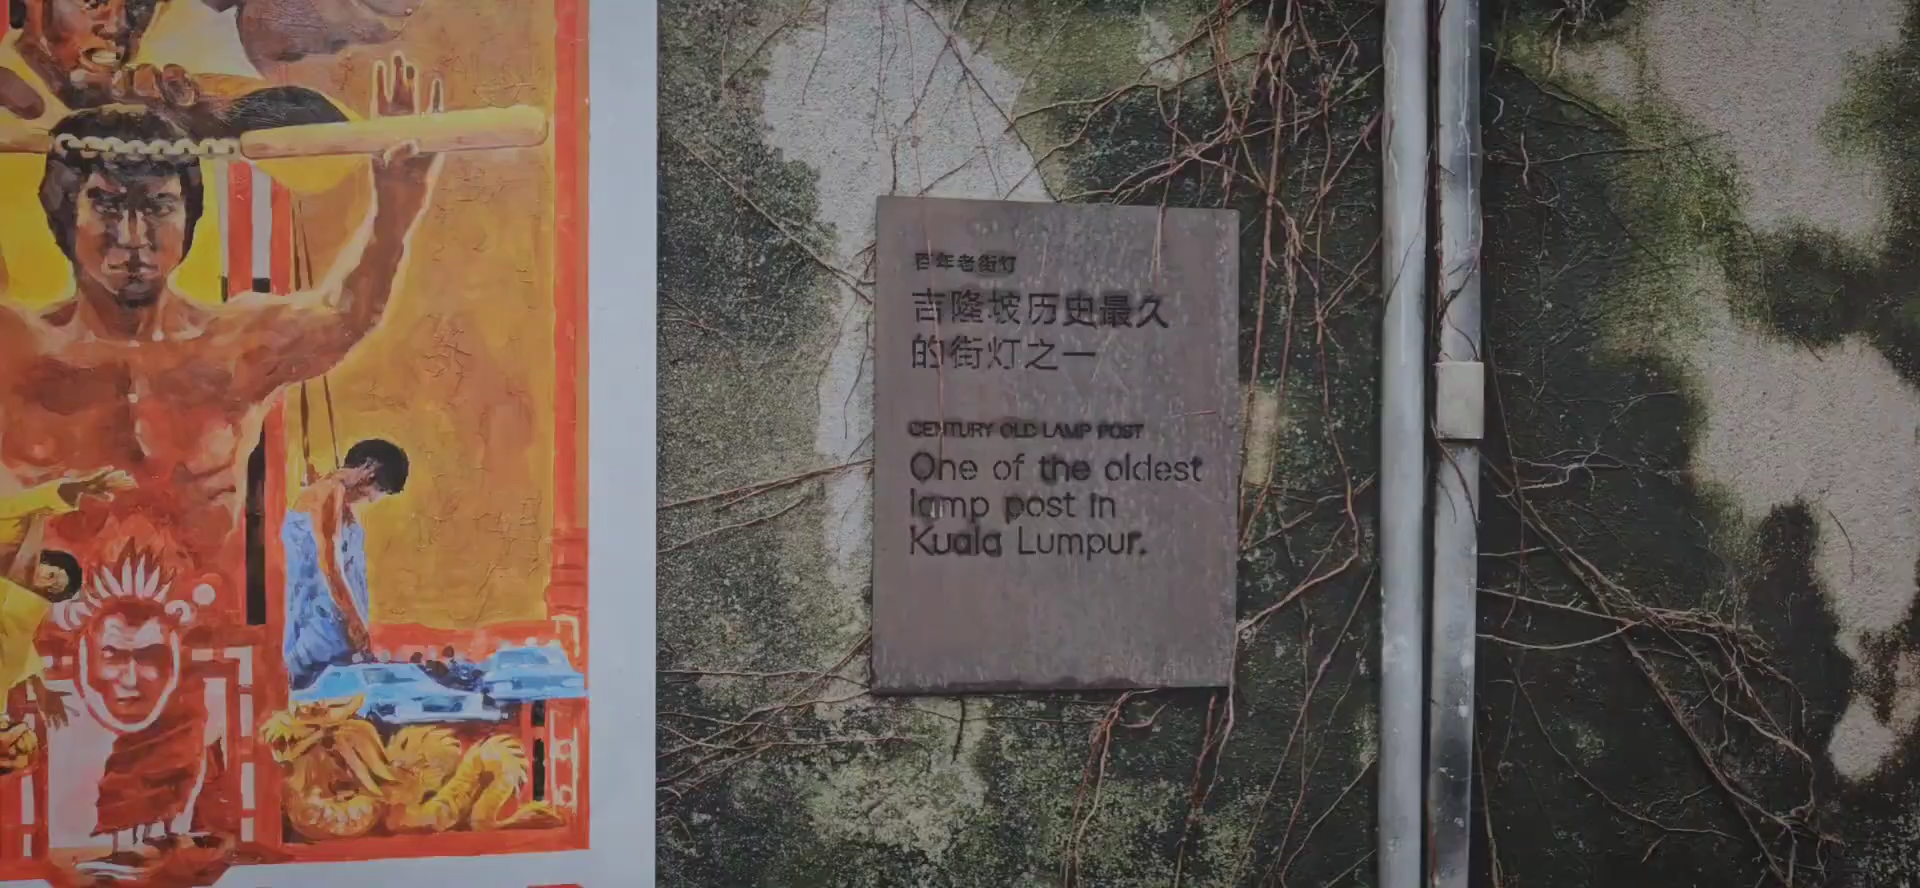 百年老街灯
吉隆坡历史最久
的街灯之一
CENTURY OLD LAMP POST
One of the oldest
lamp post in
Kuala Lumpur.